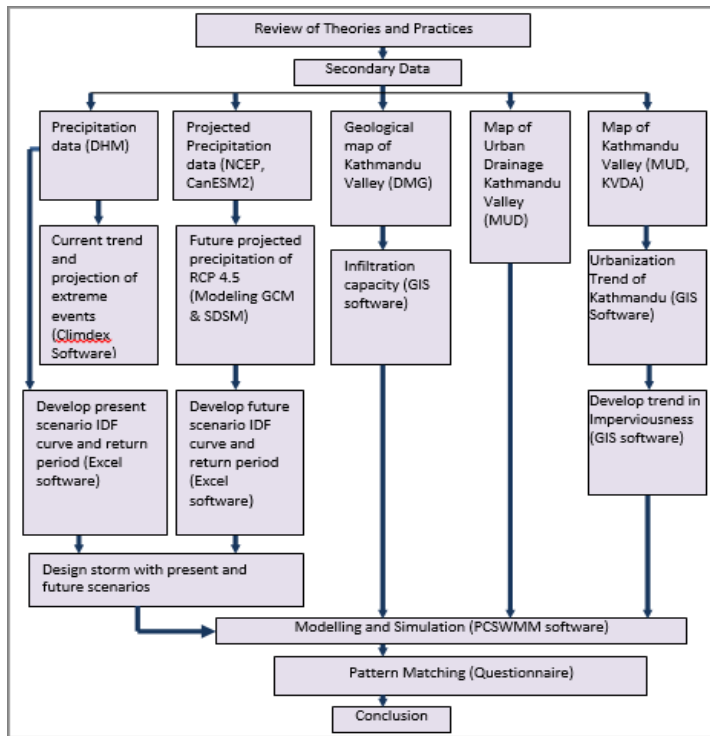 Review of Theories and Practices
Secondary Data
Precipitation
data (DHM)
Projected
Precipitation
data (NCEP,
CanESM2)
Geological
map of
Kathmandu
Valley (DMG)
Map of
Urban
Drainage
Kathmandu
Valley
(MUD)
Map of
Kathmandu
Valley (MUD,
KVDA)
Current trend
and
projection of
extreme
events
(Climdex
Software)
Future projected
precipitation of
RCP 4.5
(Modeling GCM
& SDSM)
Infiltration
capacity (GIS
software)
Urbanization
Trend of
Kathmandu (GIS
Software)
Develop present
scenario IDF
curve and return
period (Excel
software)
Develop future
scenario IDF
curve and
return period
(Excel
software)
Develop trend in
Imperviousness
(GIS software)
Design storm with present and
future scenarios
Modelling and Simulation (PCSWMM software)
Pattern Matching (Questionnaire)
Conclusion